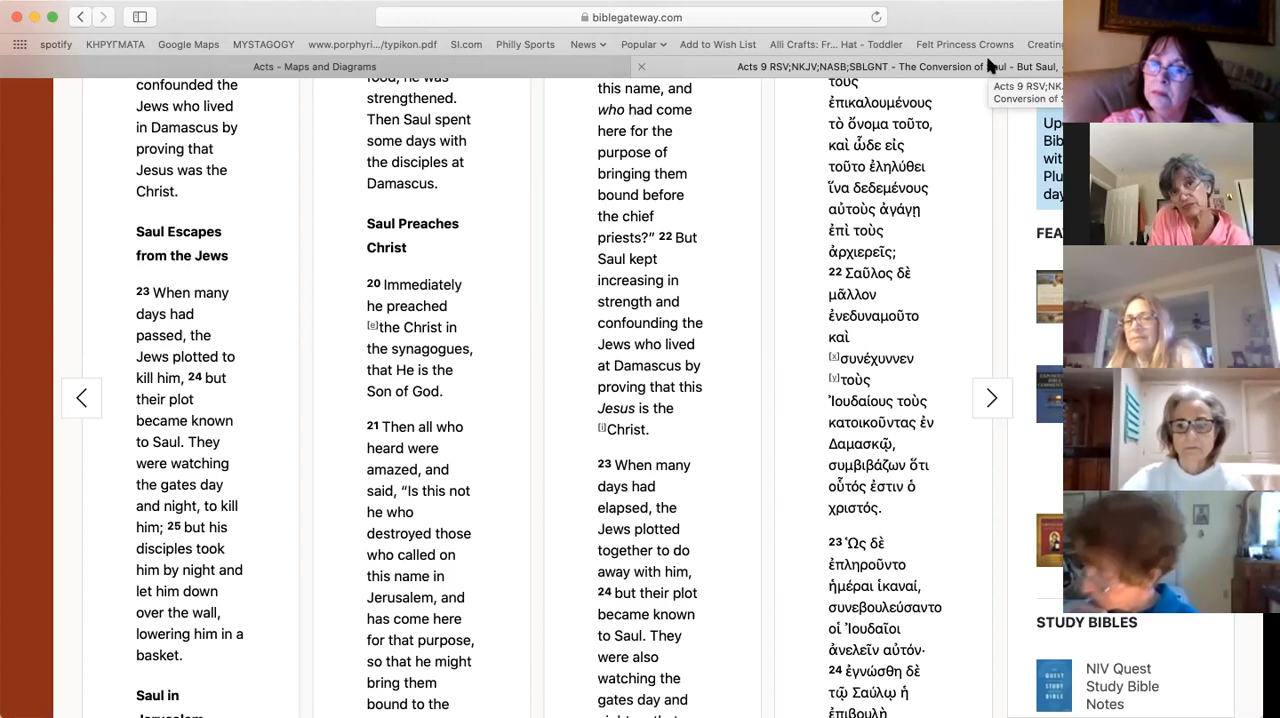 biblegateway.com
spotify ΚΗΡΥΓΜΑΤΑ Google Maps MYSTAGOGY www.porphyri.../typikon.pdf SI.com Philly Sports News Popular Add to Wish List Alli Crafts: Fr... Hat - Toddler Felt Princess Crowns Creating
Acts - Maps and Diagrams
Acts 9 RSV;NKJV;NASB;SBLGNT - The Conversion of Saul - But Saul,
Acts 9 RSV;NK
Conversion of S
confounded the
Jews who lived
in Damascus by
proving that
Jesus was the
Christ.
Saul Escapes
from the Jews
23 When many
days had
passed, the
Jews plotted to
kill him, 24 but
their plot
became known
to Saul. They
were watching
the gates day
and night, to kill
him; 25 but his
disciples took
him by night and
let him down
over the wall,
lowering him in a
basket.
Saul in
Jerusalem
food, he was
strengthened.
Then Saul spent
some days with
the disciples at
Damascus.
Saul Preaches
Christ
20 Immediately
he preached
[e]the Christ in
the synagogues,
that He is the
Son of God.
21 Then all who
heard were
amazed, and
said, “Is this not
he who
destroyed those
who called on
this name in
Jerusalem, and
has come here
for that purpose,
so that he might
bring them
bound to the
this name, and
who had come
here for the
purpose of
bringing them
bound before
the chief
priests?” 22 But
Saul kept
increasing in
strength and
confounding the
Jews who lived
at Damascus by
proving that this
Jesus is the
[i]Christ.
23 When many
days had
elapsed, the
Jews plotted
together to do
away with him,
24 but their plot
became known
to Saul. They
were also
watching the
gates day and
τοὺς
ἐπικαλουμένους
τὸ ὄνομα τοῦτο,
καὶ ὧδε εἰς
τοῦτο ἐληλύθει
ἵνα δεδεμένους
αὐτοὺς ἀγάγῃ
ἐπὶ τοὺς
ἀρχιερεῖς;
22 Σαῦλος δὲ
μᾶλλον
ἐνεδυναμοῦτο
καὶ
[x]συνέχυννεν
[y]τοὺς
Ἰουδαίους τοὺς
κατοικοῦντας ἐν
Δαμασκῷ,
συμβιβάζων ὅτι
οὗτός ἐστιν ὁ
χριστός.
23 Ὡς δὲ
ἐπληροῦντο
ἡμέραι ἱκαναί,
συνεβουλεύσαντο
οἱ Ἰουδαῖοι
ἀνελεῖν αὐτόν·
24 ἐγνώσθη δὲ
τῷ Σαύλῳ ἡ
ἐπιβουλὴ
Up
Bib
wit
Plu
day
FEA
STUDY BIBLES
NIV Quest
Study Bible
Notes